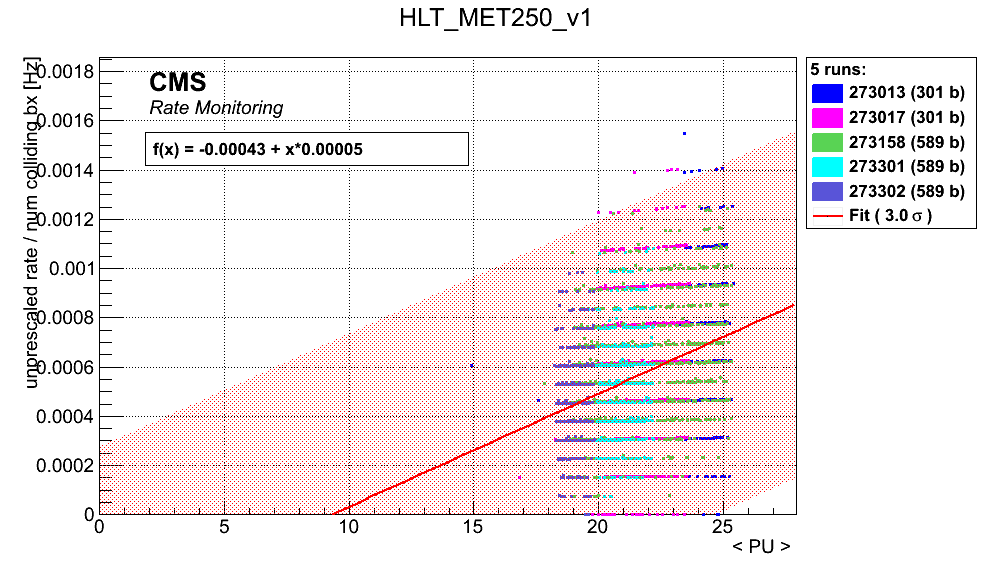 HLT_MET250_v1
unprescaled rate / num colliding bx [Hz]
0.0018
0.0016
0.0014
0.0012
0.001
0.0008
0.0006
0.0004
0.0002
0
CMS
Rate Monitoring
f(x) = -0.00043 + x*0.00005
0 5 10 15 20 25
< PU >
5 runs:
273013 (301 b)
273017 (301 b)
273158 (589 b)
273301 (589 b)
273302 (589 b)
Fit ( 3.0 σ )